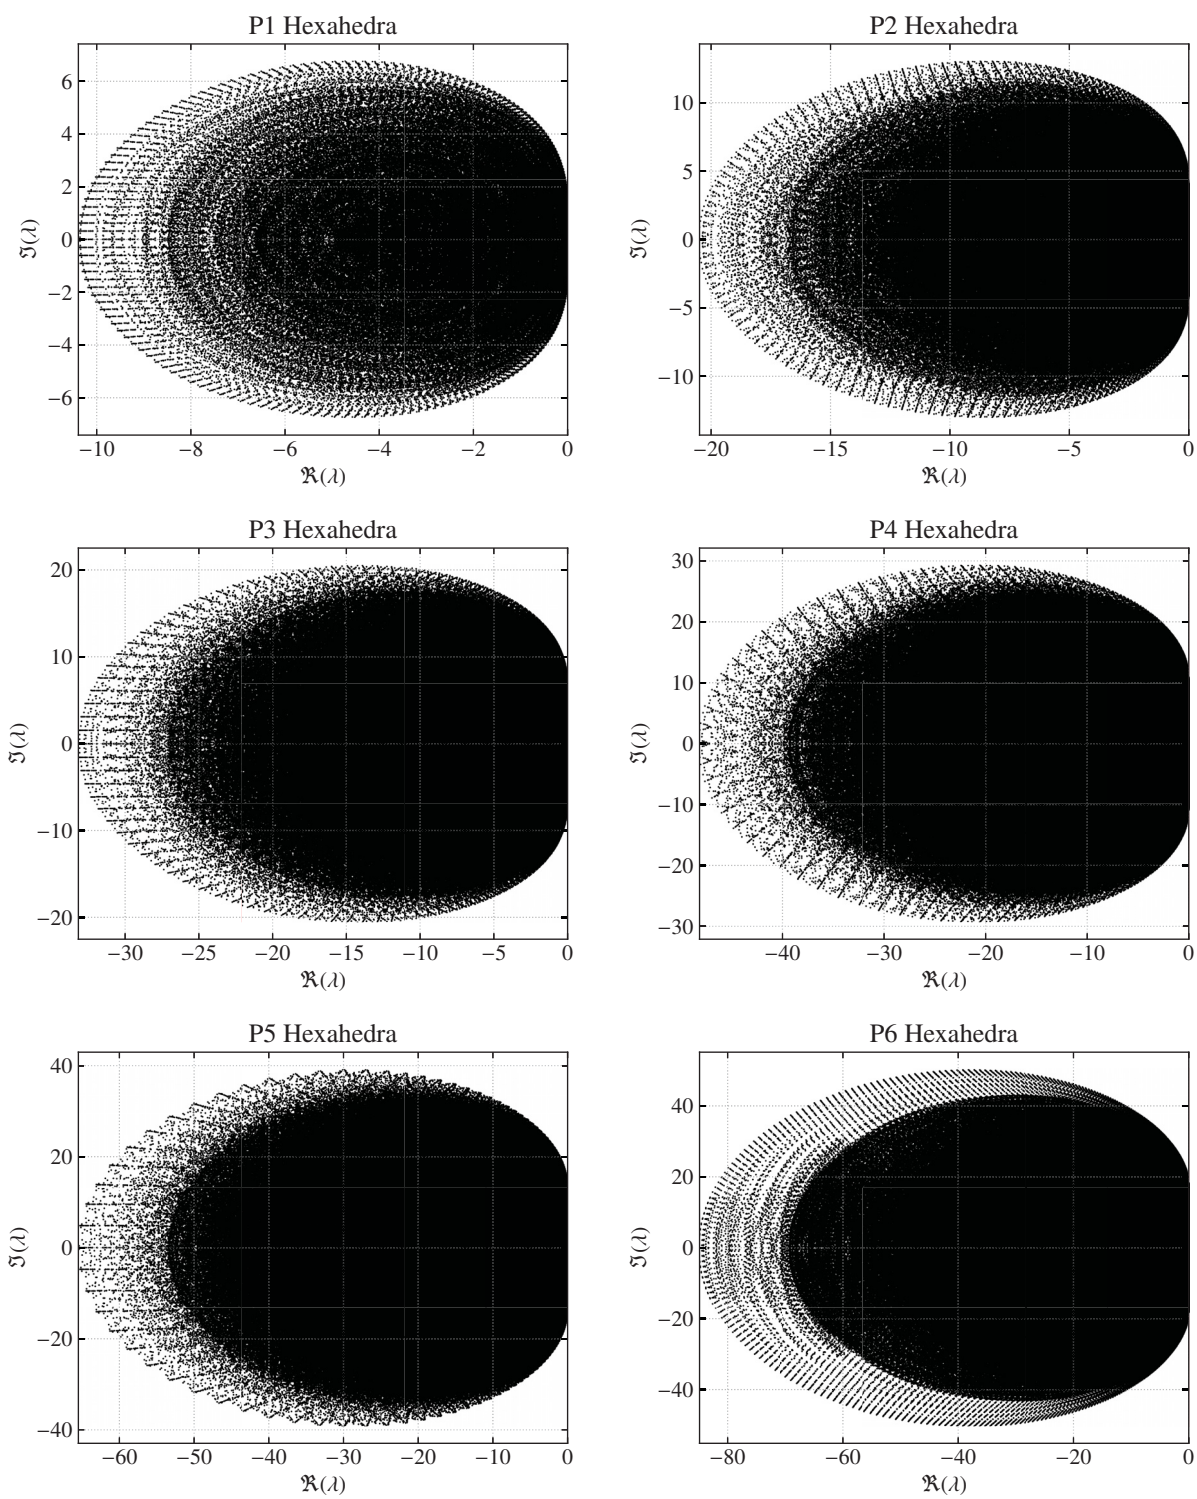 P1 Hexahedra
6
4
2
0
−2
−4
−6
ℑ(λ)
−10 −8 −6 −4 −2 0
ℜ(λ)
P2 Hexahedra
10
5
0
−5
−10
ℑ(λ)
−20 −15 −10 −5 0
ℜ(λ)
P3 Hexahedra
20
10
0
−10
−20
ℑ(λ)
−30 −25 −20 −15 −10 −5 0
ℜ(λ)
P4 Hexahedra
30
20
10
0
−10
−20
−30
ℑ(λ)
−40 −30 −20 −10 0
ℜ(λ)
P5 Hexahedra
40
20
0
−20
−40
ℑ(λ)
−60 −50 −40 −30 −20 −10 0
ℜ(λ)
P6 Hexahedra
40
20
0
−20
−40
ℑ(λ)
−80 −60 −40 −20 0
ℜ(λ)